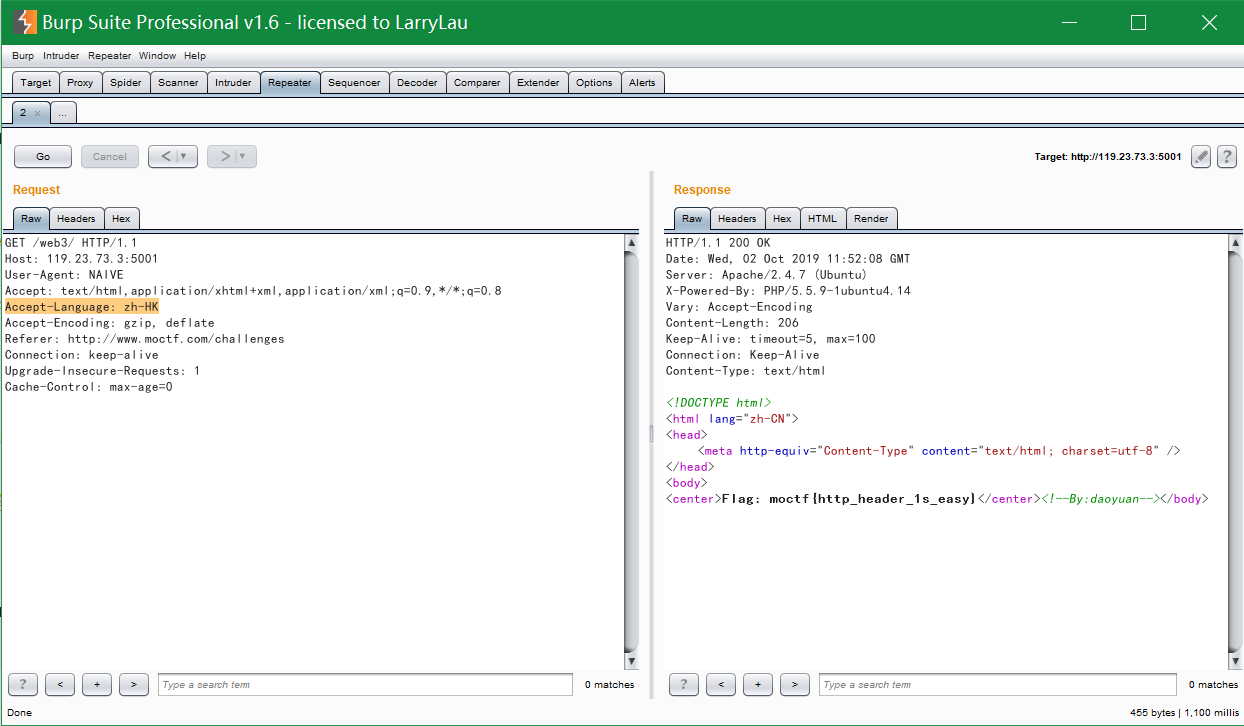 Burp Suite Professional v1.6 - licensed to LarryLau
Burp Intruder Repeater Window Help
Target Proxy Spider Scanner Intruder Repeater Sequencer Decoder Comparer Extender Options Alerts
2 × ...
Go Cancel < > Target: http://119.23.73.3:5001 ?
Request
Raw Headers Hex
GET /web3/ HTTP/1.1
Host: 119.23.73.3:5001
User-Agent: NAIVE
Accept: text/html,application/xhtml+xml,application/xml;q=0.9,*/*;q=0.8
Accept-Language: zh-HK
Accept-Encoding: gzip, deflate
Referer: http://www.moctf.com/challenges
Connection: keep-alive
Upgrade-Insecure-Requests: 1
Cache-Control: max-age=0
? < + > Type a search term 0 matches
Response
Raw Headers Hex HTML Render
HTTP/1.1 200 OK
Date: Wed, 02 Oct 2019 11:52:08 GMT
Server: Apache/2.4.7 (Ubuntu)
X-Powered-By: PHP/5.5.9-1ubuntu4.14
Vary: Accept-Encoding
Content-Length: 206
Keep-Alive: timeout=5, max=100
Connection: Keep-Alive
Content-Type: text/html
<!DOCTYPE html>
<html lang="zh-CN">
<head>
<meta http-equiv="Content-Type" content="text/html; charset=utf-8" />
</head>
<body>
<center>Flag: moctf{http_header_1s_easy}</center><!--By:daoyuan--></body>
? < + > Type a search term 0 matches
Done 455 bytes | 1,100 millis